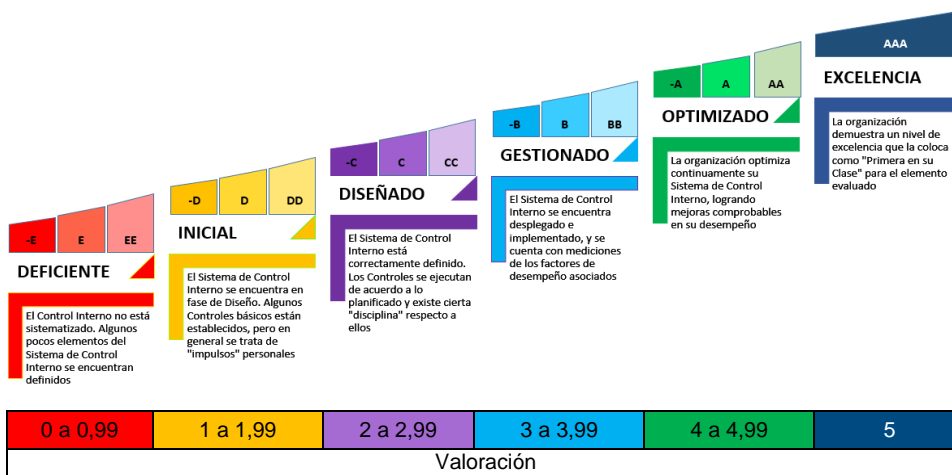 -E E EE
DEFICIENTE
El Control Interno no está
sistematizado. Algunos
pocos elementos del
Sistema de Control
Interno se encuentran
definidos
-D D DD
INICIAL
El Sistema de Control
Interno se encuentra en
fase de Diseño. Algunos
Controles básicos están
establecidos, pero en
general se trata de
"impulsos" personales
-C C CC
DISEÑADO
El Sistema de Control
Interno está
correctamente definido.
Los Controles se ejecutan
de acuerdo a lo
planificado y existe cierta
"disciplina" respecto a
ellos
-B B BB
GESTIONADO
El Sistema de Control
Interno se encuentra
desplegado e
implementado, y se
cuenta con mediciones
de los factores de
desempeño asociados
-A A AA
OPTIMIZADO
La organización optimiza
continuamente su
Sistema de Control
Interno, logrando
mejoras comprobables
en su desempeño
AAA
EXCELENCIA
La organización
demuestra un nivel de
excelencia que la coloca
como "Primera en su
Clase" para el elemento
evaluado
0 a 0,99 1 a 1,99 2 a 2,99 3 a 3,99 4 a 4,99 5
Valoración